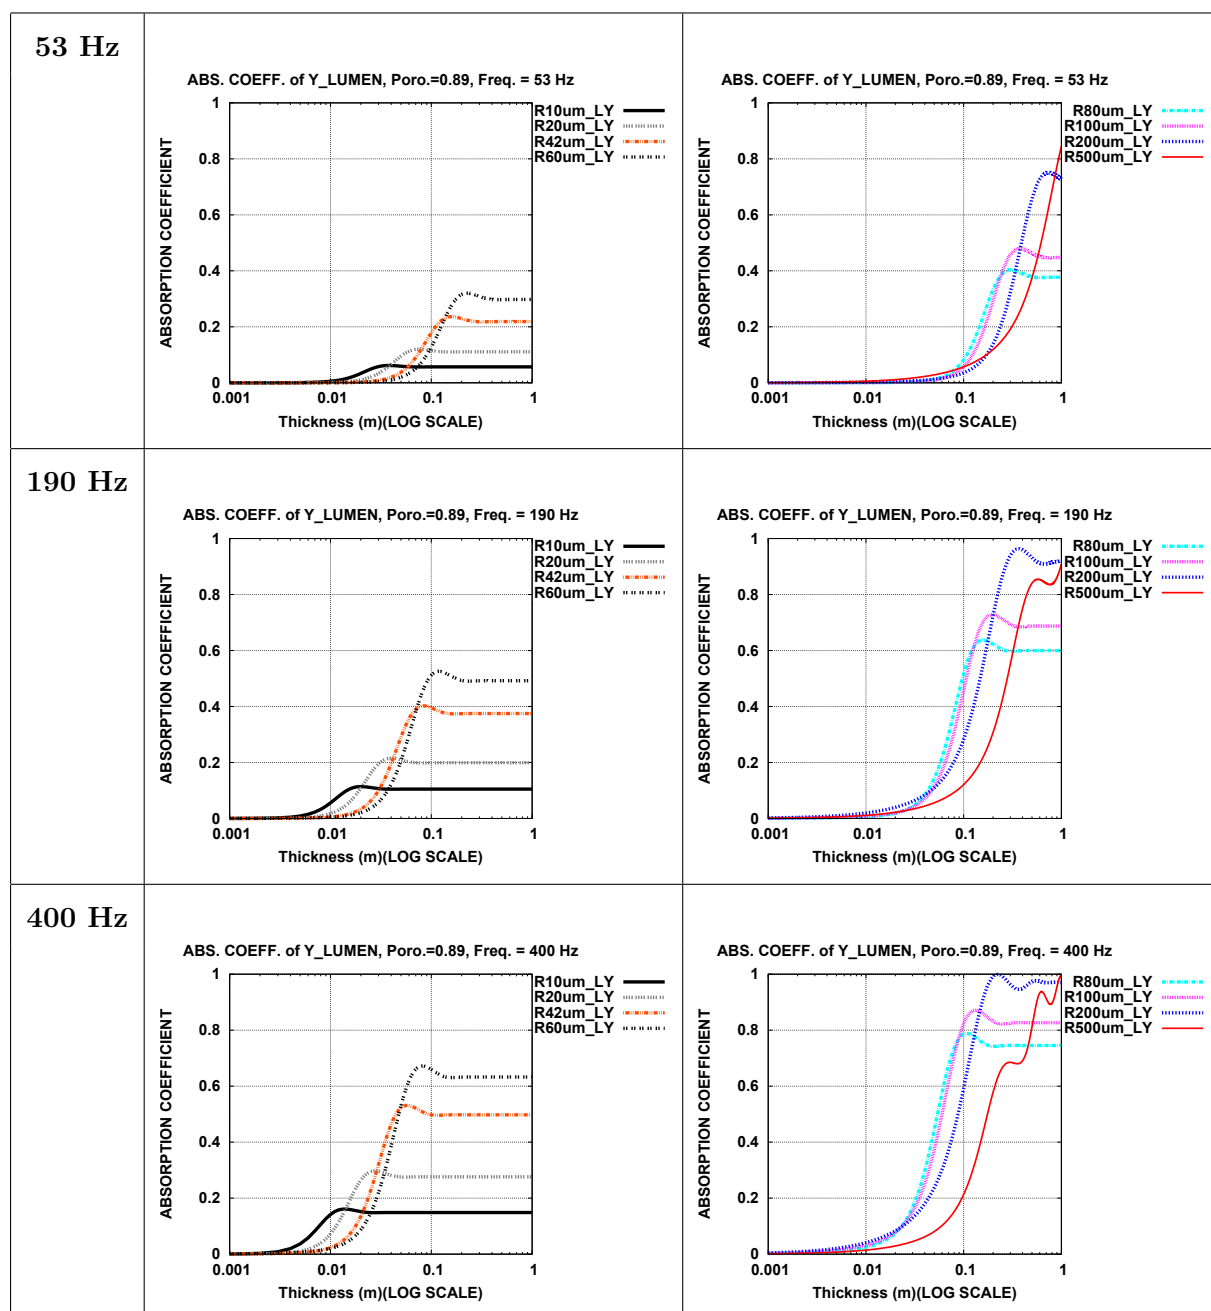 53 Hz
ABS. COEFF. of Y_LUMEN, Poro.=0.89, Freq. = 53 Hz
ABSORPTION COEFFICIENT
1
0.8
0.6
0.4
0.2
0
0.001 0.01 0.1 1
Thickness (m)(LOG SCALE)
R10um_LY
R20um_LY
R42um_LY
R60um_LY
ABS. COEFF. of Y_LUMEN, Poro.=0.89, Freq. = 53 Hz
ABSORPTION COEFFICIENT
1
0.8
0.6
0.4
0.2
0
0.001 0.01 0.1 1
Thickness (m)(LOG SCALE)
R80um_LY
R100um_LY
R200um_LY
R500um_LY
190 Hz
ABS. COEFF. of Y_LUMEN, Poro.=0.89, Freq. = 190 Hz
ABSORPTION COEFFICIENT
1
0.8
0.6
0.4
0.2
0
0.001 0.01 0.1 1
Thickness (m)(LOG SCALE)
R10um_LY
R20um_LY
R42um_LY
R60um_LY
ABS. COEFF. of Y_LUMEN, Poro.=0.89, Freq. = 190 Hz
ABSORPTION COEFFICIENT
1
0.8
0.6
0.4
0.2
0
0.001 0.01 0.1 1
Thickness (m)(LOG SCALE)
R80um_LY
R100um_LY
R200um_LY
R500um_LY
400 Hz
ABS. COEFF. of Y_LUMEN, Poro.=0.89, Freq. = 400 Hz
ABSORPTION COEFFICIENT
1
0.8
0.6
0.4
0.2
0
0.001 0.01 0.1 1
Thickness (m)(LOG SCALE)
R10um_LY
R20um_LY
R42um_LY
R60um_LY
ABS. COEFF. of Y_LUMEN, Poro.=0.89, Freq. = 400 Hz
ABSORPTION COEFFICIENT
1
0.8
0.6
0.4
0.2
0
0.001 0.01 0.1 1
Thickness (m)(LOG SCALE)
R80um_LY
R100um_LY
R200um_LY
R500um_LY